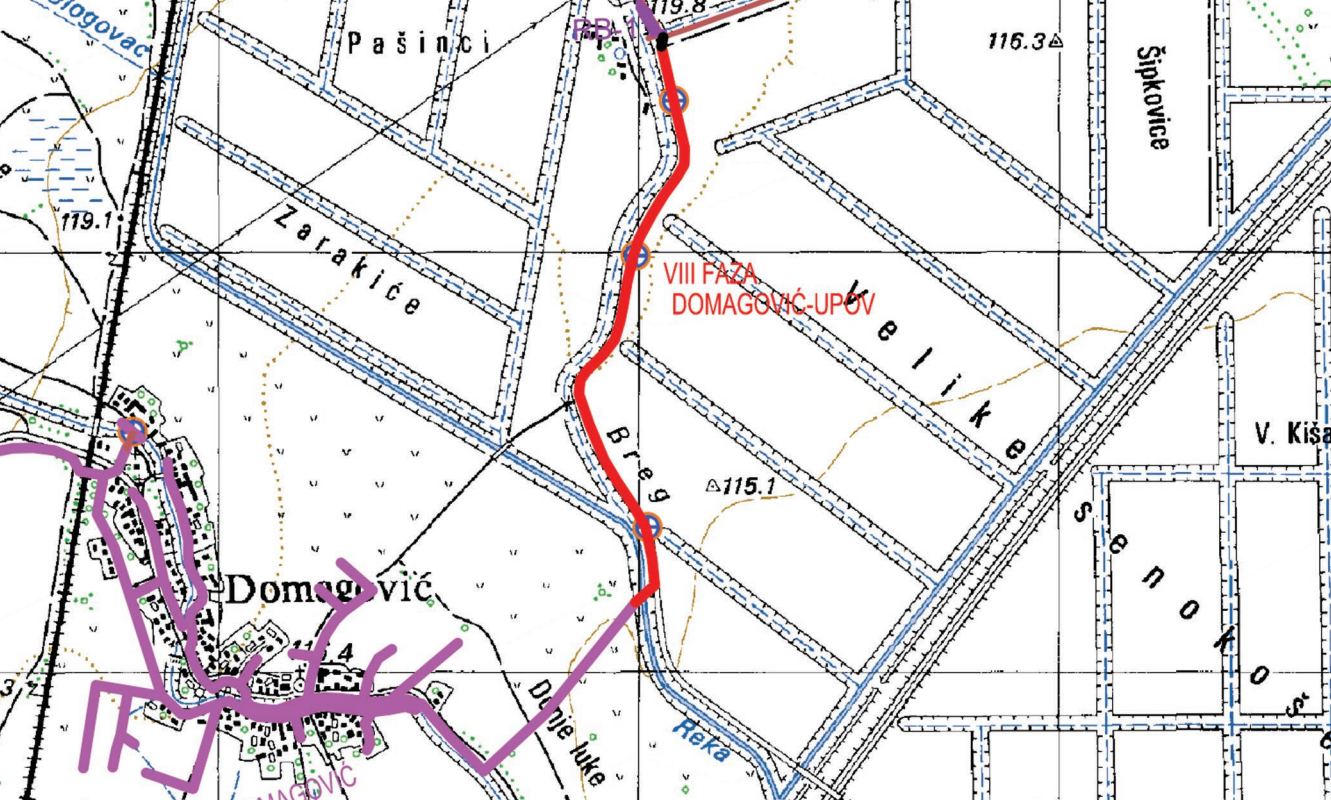 119.8
RB-1
Pašinci
116.3
Šipkovice
119.1
Zarakiće
VIII FAZA
DOMAGOVIĆ-UPOV
Velike
V. Kiša
Breg
115.1
senokoš
Domagović
Donje luke
Reka